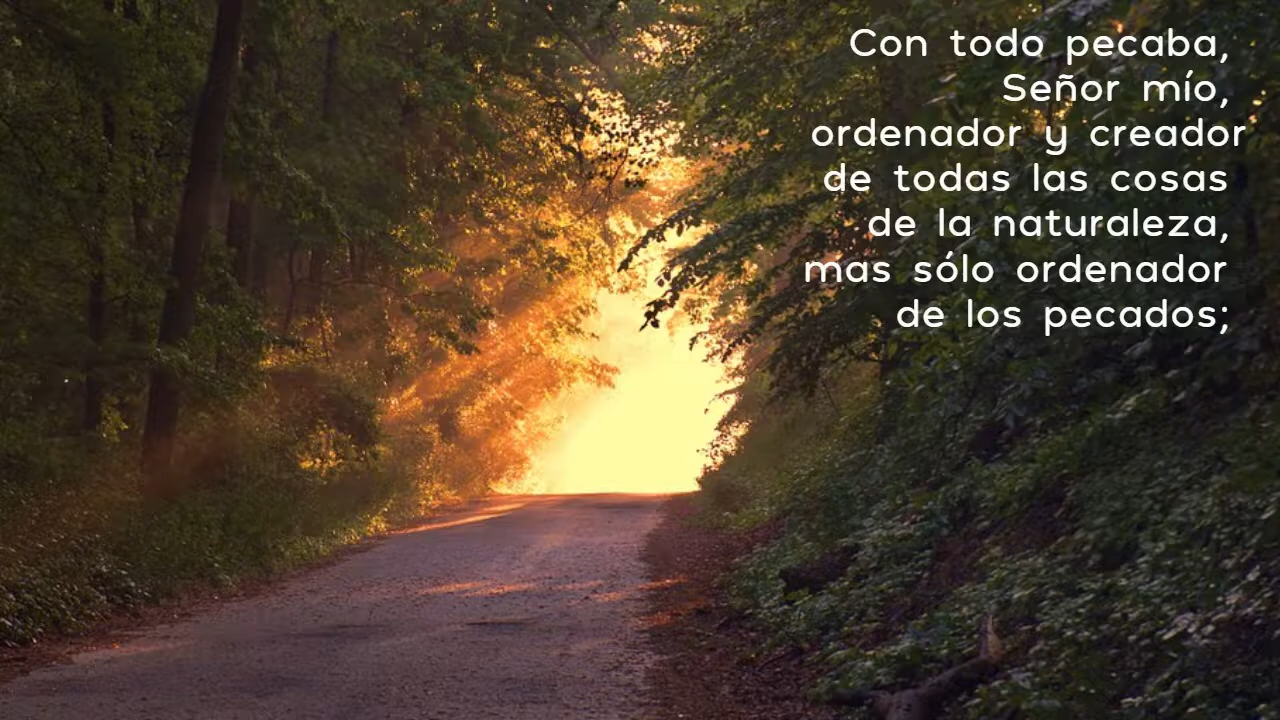 Con todo pecaba,
Señor mío,
ordenador y creador
de todas las cosas
de la naturaleza,
mas sólo ordenador
de los pecados;